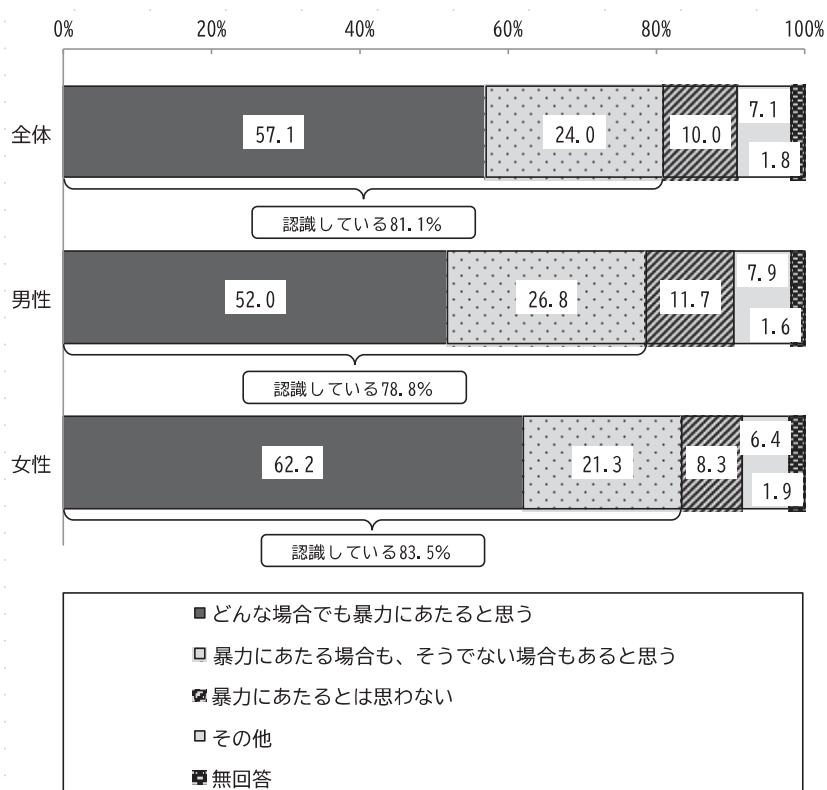 0% 20% 40% 60% 80% 100%
全体 57.1 24.0 10.0 7.1 1.8
認識している81.1%
男性 52.0 26.8 11.7 7.9 1.6
認識している78.8%
女性 62.2 21.3 8.3 6.4 1.9
認識している83.5%
どんな場合でも暴力にあたると思う
暴力にあたる場合も、そうでない場合もあると思う
暴力にあたるとは思わない
その他
無回答